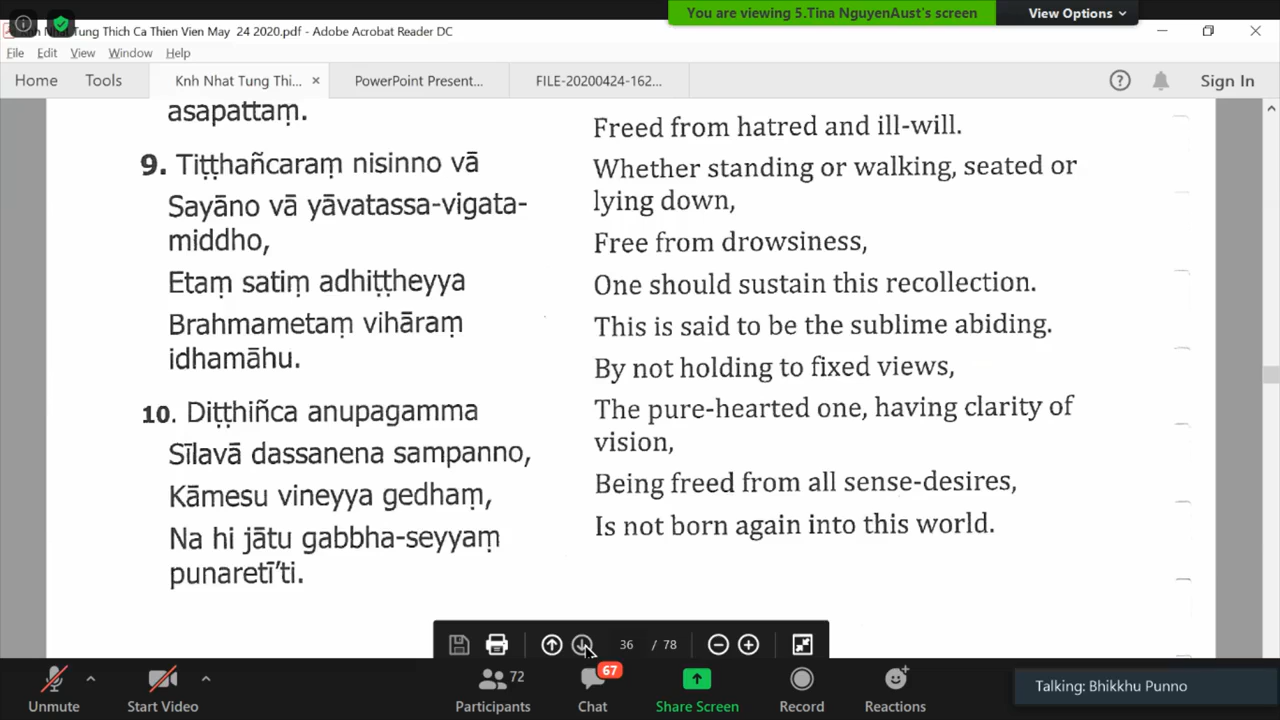 You are viewing 5.Tina NguyenAust's screen
View Options
Tung Thich Ca Thien Vien May 24 2020.pdf - Adobe Acrobat Reader DC
File Edit View Window Help
Home Tools Knh Nhat Tung Thi... × PowerPoint Present... FILE-20200424-162... Sign In
asapattaṃ.
9. Tiṭṭhañcaraṃ nisinno vā
Sayāno vā yāvatassa-vigata-
middho,
Etaṃ satiṃ adhiṭṭheyya
Brahmametaṃ vihāraṃ
idhamāhu.
10. Diṭṭhiñca anupagamma
Sīlavā dassanena sampanno,
Kāmesu vineyya gedhaṃ,
Na hi jātu gabbha-seyyaṃ
punaretī'ti.
Freed from hatred and ill-will.
Whether standing or walking, seated or
lying down,
Free from drowsiness,
One should sustain this recollection.
This is said to be the sublime abiding.
By not holding to fixed views,
The pure-hearted one, having clarity of
vision,
Being freed from all sense-desires,
Is not born again into this world.
36 / 78
72 67
Unmute Start Video Participants Chat Share Screen Record Reactions
Talking: Bhikkhu Punno